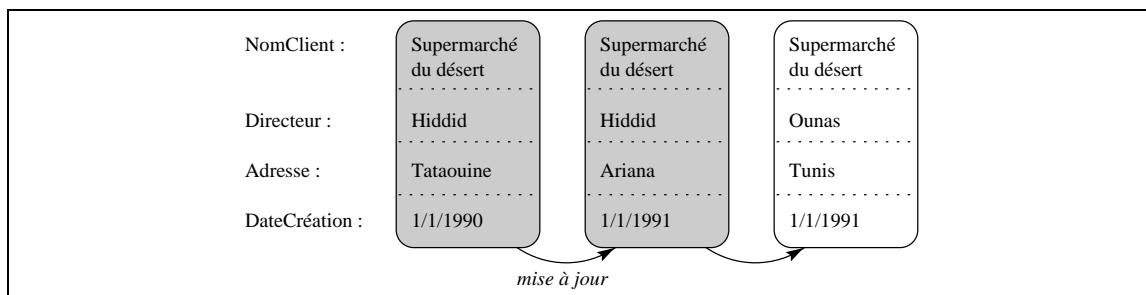 NomClient : Supermarché Supermarché Supermarché
du désert du désert du désert
Directeur : Hiddid Hiddid Ounas
Adresse : Tataouine Ariana Tunis
DateCréation : 1/1/1990 1/1/1991 1/1/1991
mise à jour